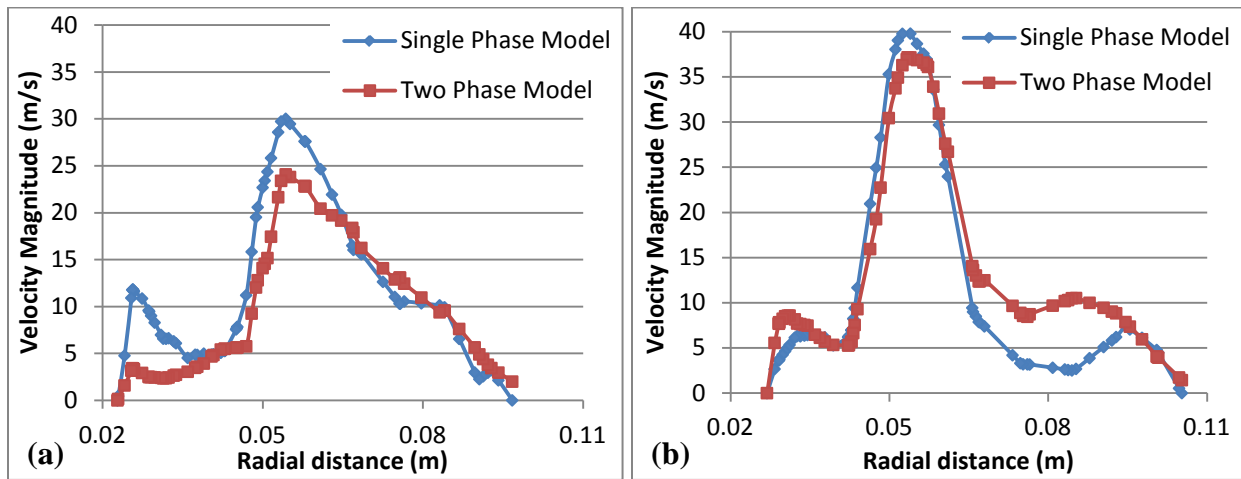 Velocity Magnitude (m/s)
40
35
30
25
20
15
10
5
0
0.02
0.05
0.08
0.11
Radial distance (m)
Single Phase Model
Two Phase Model
(a)
Velocity Magnitude (m/s)
40
35
30
25
20
15
10
5
0
0.02
0.05
0.08
0.11
Radial distance (m)
Single Phase Model
Two Phase Model
(b)